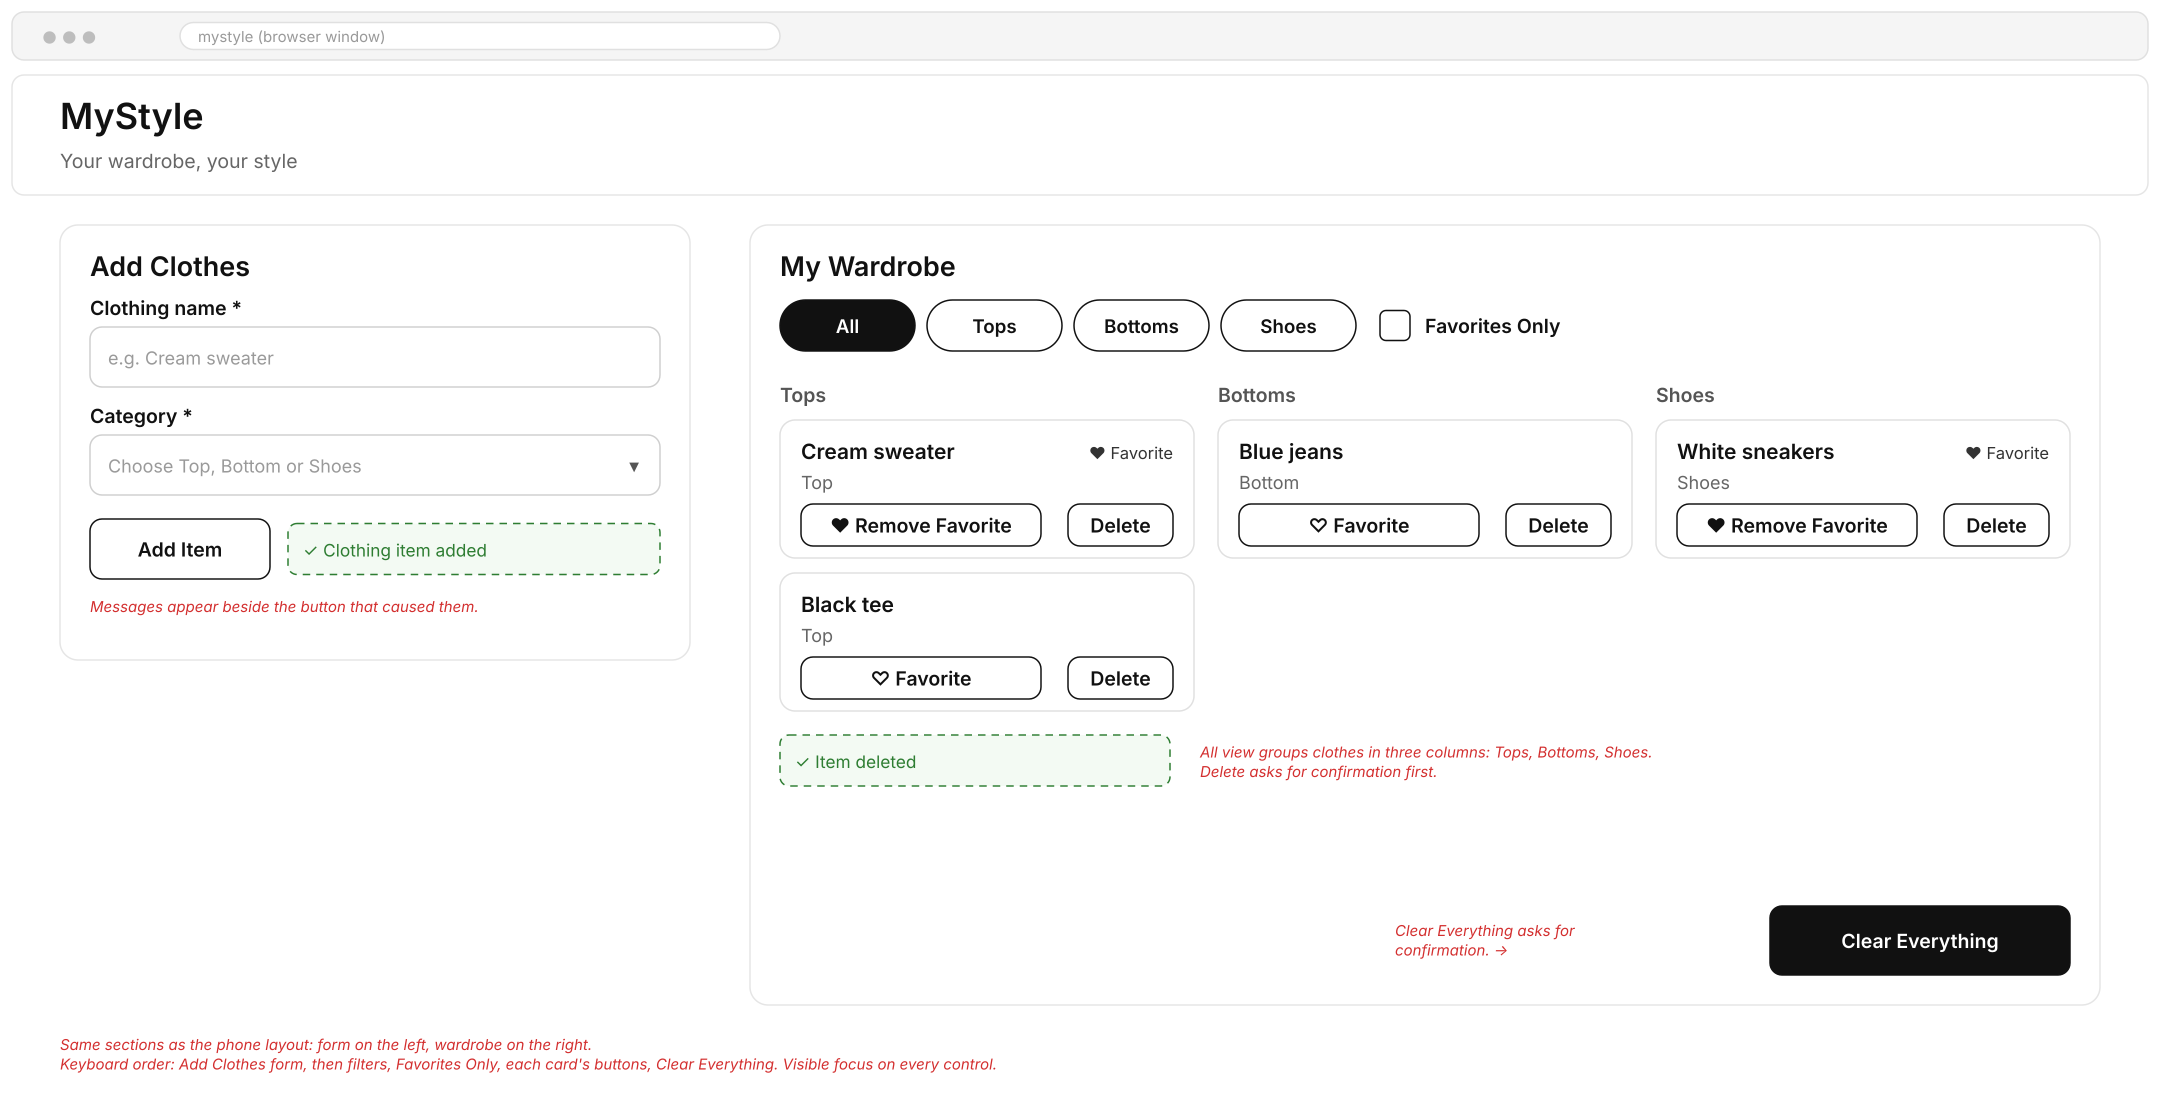 mystyle (browser window)
MyStyle
Your wardrobe, your style
Add Clothes
Clothing name *
e.g. Cream sweater
Category *
Choose Top, Bottom or Shoes ▼
Add Item
✓ Clothing item added
Messages appear beside the button that caused them.
My Wardrobe
All
Tops
Bottoms
Shoes
Favorites Only
Tops
Cream sweater
♥ Favorite
Top
♥ Remove Favorite
Delete
Black tee
Top
♡ Favorite
Delete
Bottoms
Blue jeans
Bottom
♡ Favorite
Delete
Shoes
White sneakers
♥ Favorite
Shoes
♥ Remove Favorite
Delete
✓ Item deleted
All view groups clothes in three columns: Tops, Bottoms, Shoes.
Delete asks for confirmation first.
Clear Everything asks for
confirmation. →
Clear Everything
Same sections as the phone layout: form on the left, wardrobe on the right.
Keyboard order: Add Clothes form, then filters, Favorites Only, each card's buttons, Clear Everything. Visible focus on every control.